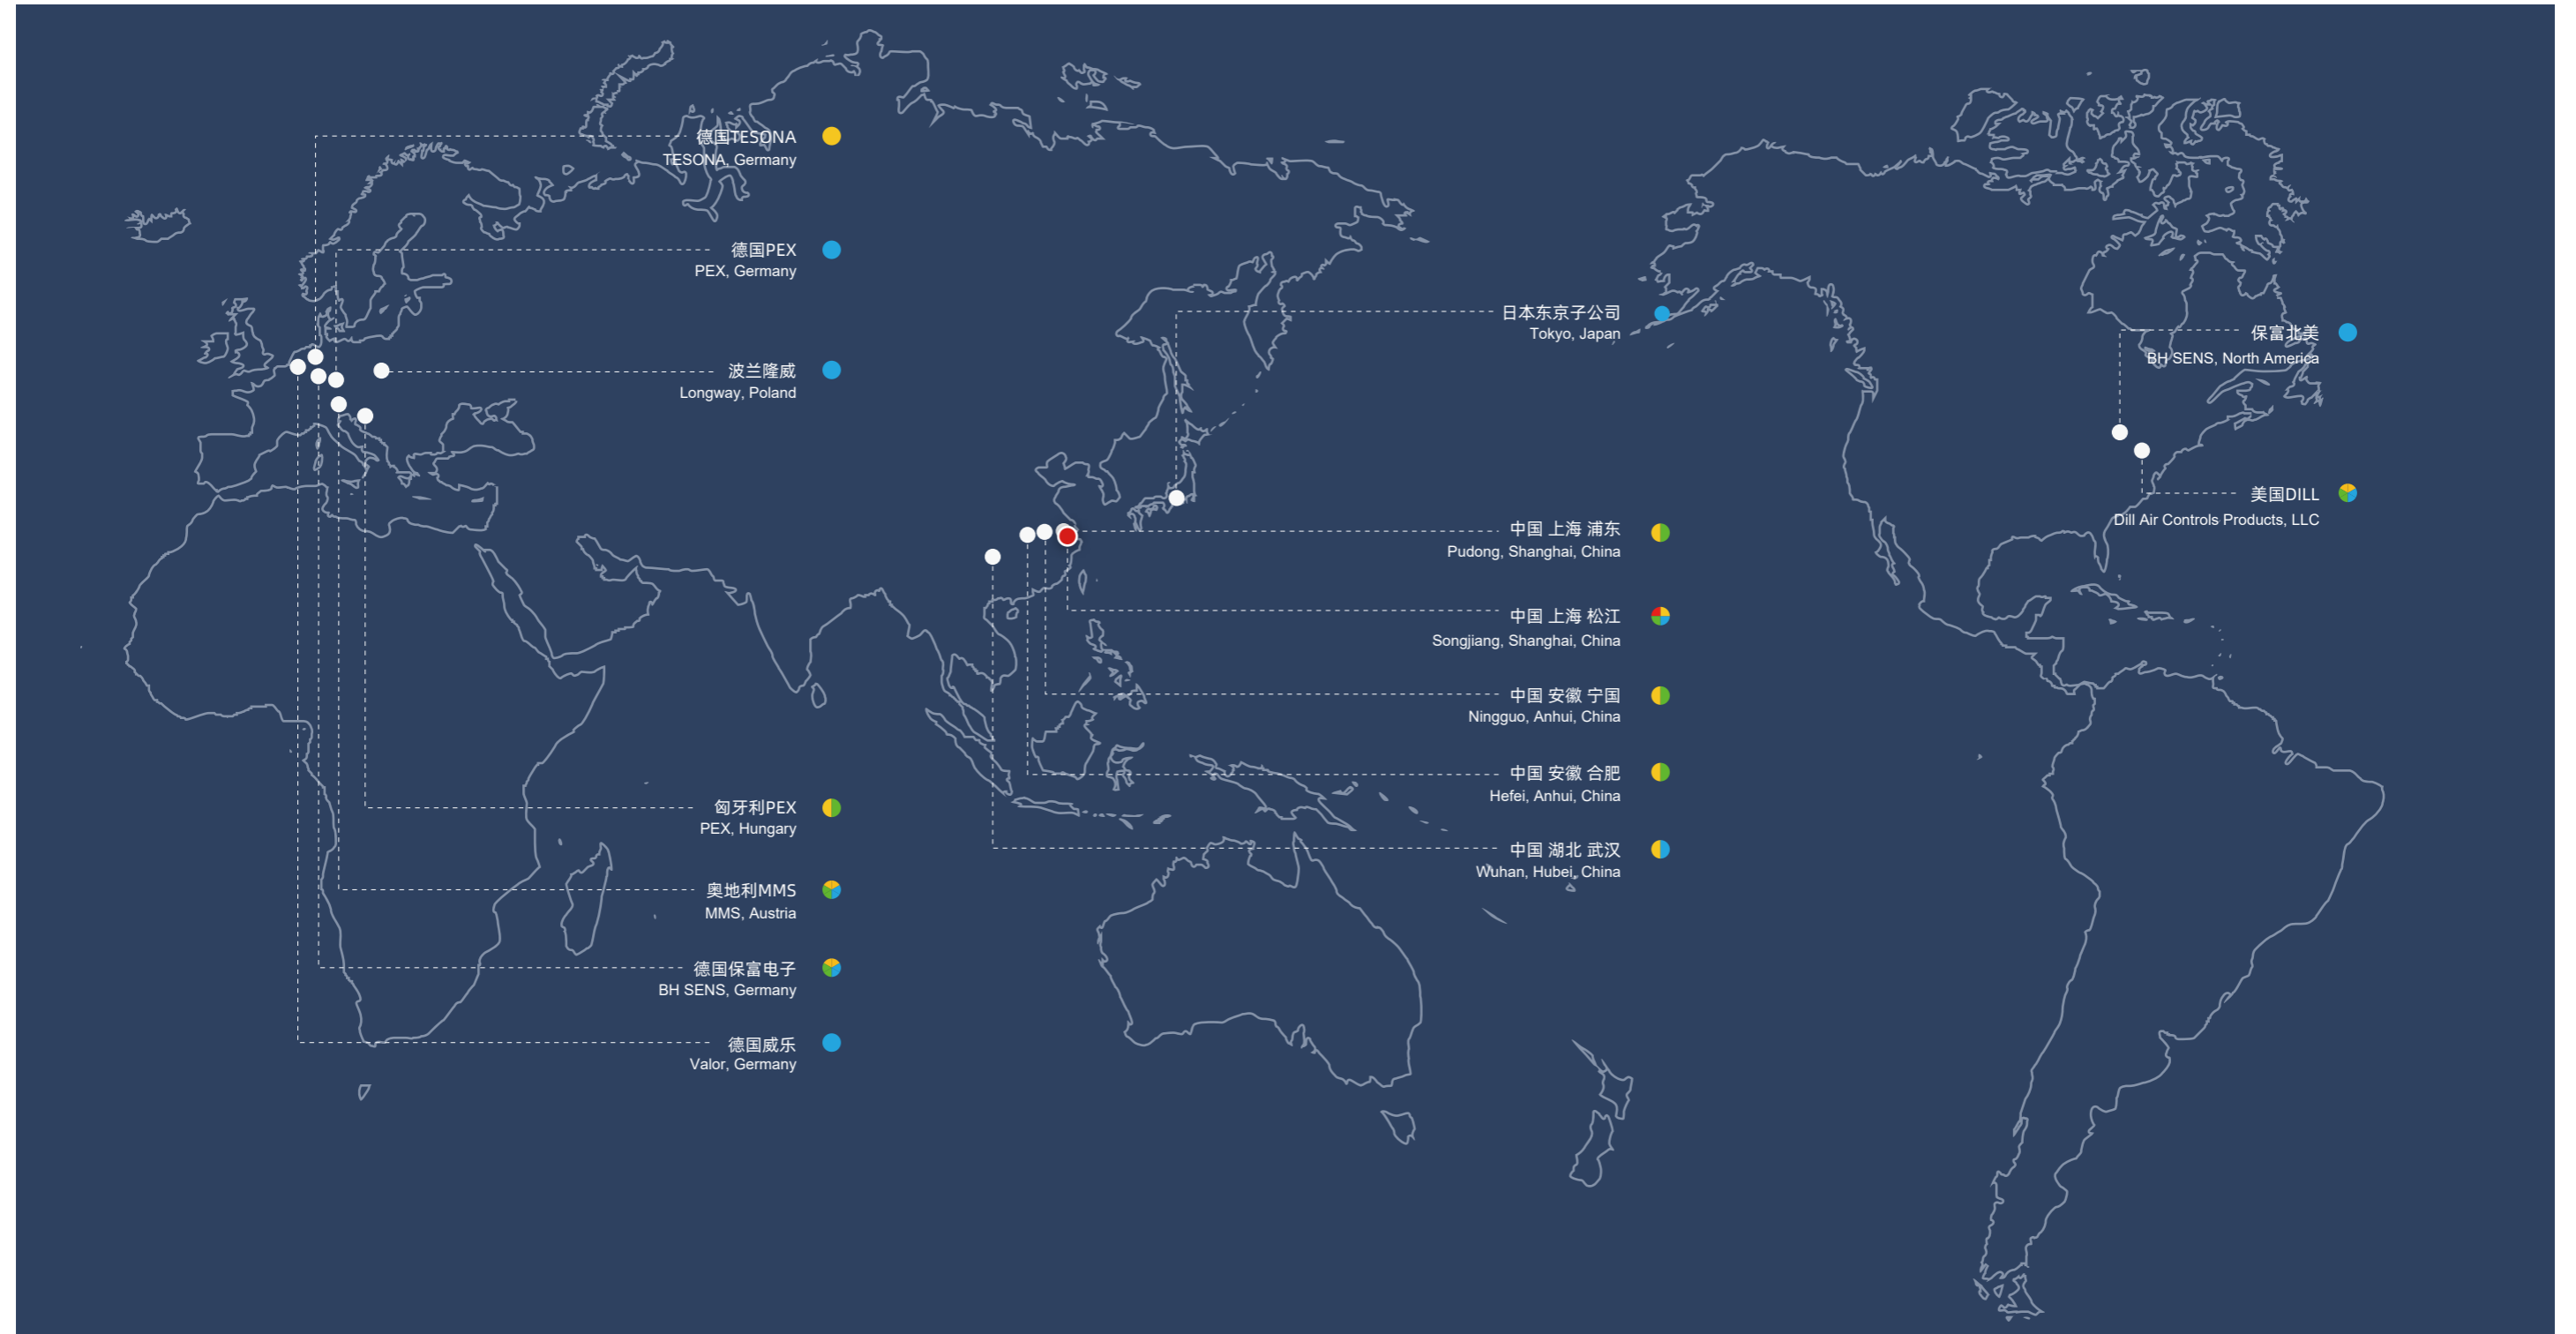 德国TESONA
TESONA, Germany
德国PEX
PEX, Germany
波兰隆威
Longway, Poland
匈牙利PEX
PEX, Hungary
奥地利MMS
MMS, Austria
德国保富电子
BH SENS, Germany
德国威乐
Valor, Germany
日本东京子公司
Tokyo, Japan
中国 上海 浦东
Pudong, Shanghai, China
中国 上海 松江
Songjiang, Shanghai, China
中国 安徽 宁国
Ningguo, Anhui, China
中国 安徽 合肥
Hefei, Anhui, China
中国 湖北 武汉
Wuhan, Hubei, China
保富北美
BH SENS, North America
美国DILL
Dill Air Controls Products, LLC